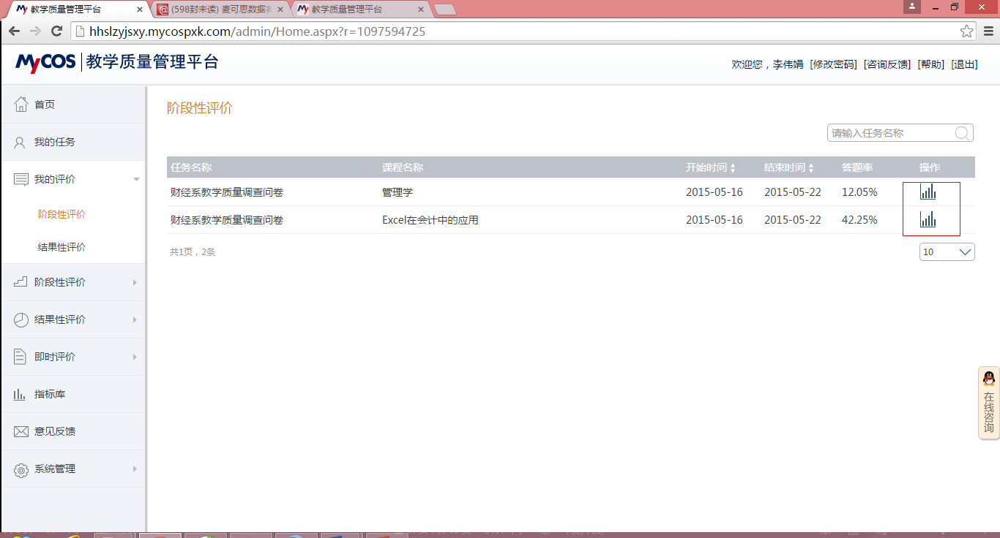 教学质量管理平台
(598封未读) 麦可思数据
教学质量管理平台
hhslzyjsxy.mycospxk.com/admin/Home.aspx?r=1097594725
MyCOS 教学质量管理平台
欢迎您，李伟娟 [修改密码] [咨询反馈] [帮助] [退出]
首页
我的任务
我的评价
阶段性评价
结果性评价
阶段性评价
结果性评价
即时评价
指标库
意见反馈
系统管理
阶段性评价
请输入任务名称
任务名称 课程名称 开始时间 结束时间 答题率 操作
财经系教学质量调查问卷 管理学 2015-05-16 2015-05-22 12.05%
财经系教学质量调查问卷 Excel在会计中的应用 2015-05-16 2015-05-22 42.25%
共1页，2条
10
在线咨询